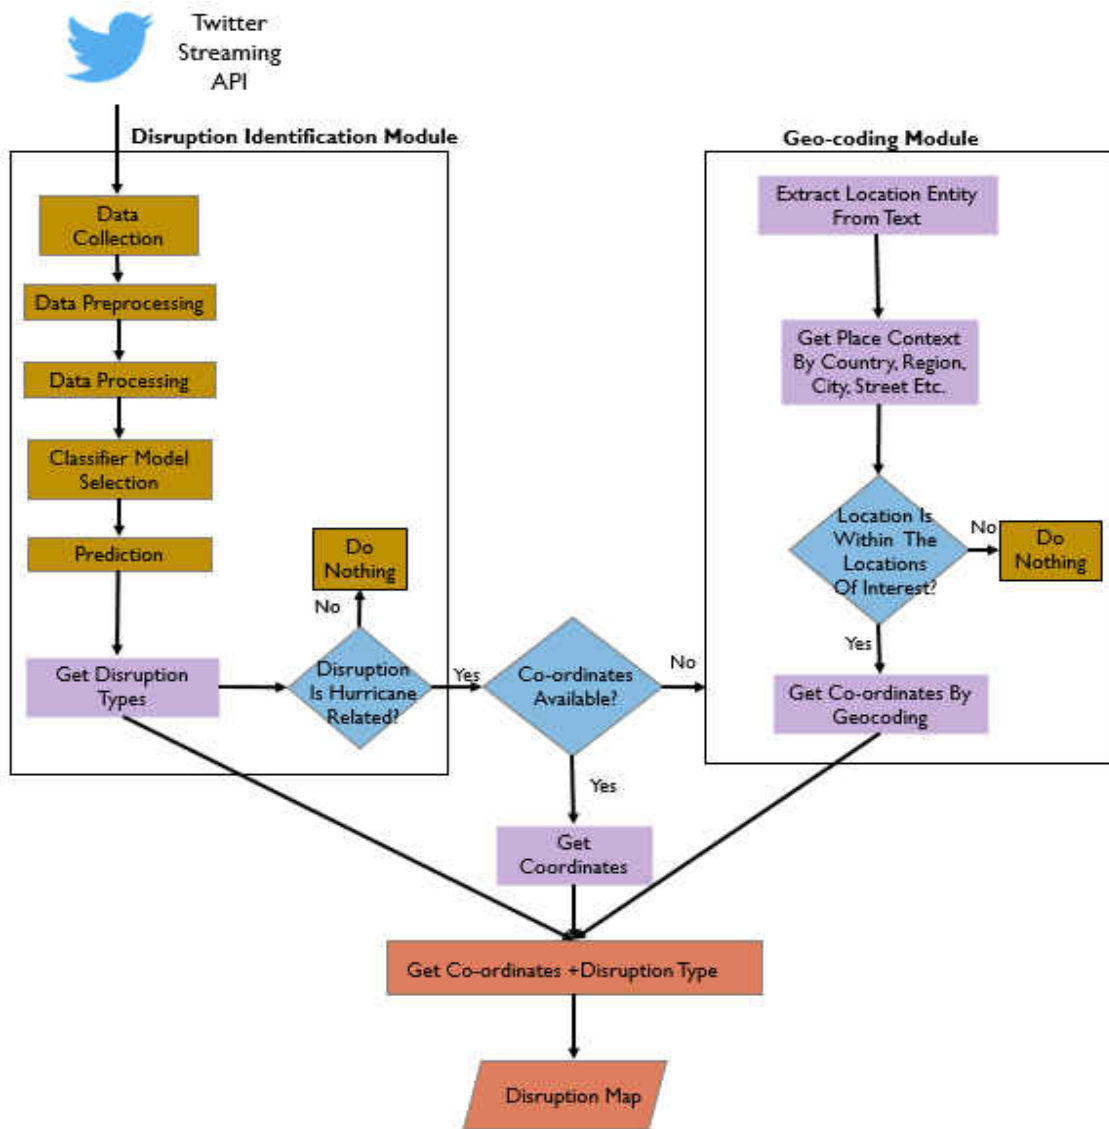 Twitter
Streaming
API
Disruption Identification Module
Data
Collection
Data Preprocessing
Data Processing
Classifier Model
Selection
Prediction
Get Disruption
Types
Do
Nothing
No
Disruption
Is Hurricane
Related?
Yes
Co-ordinates
Available?
No
Yes
Get
Coordinates
Geo-coding Module
Extract Location Entity
From Text
Get Place Context
By Country, Region,
City, Street Etc.
Location Is
Within The
Locations
Of Interest?
No
Do
Nothing
Yes
Get Co-ordinates By
Geocoding
Get Co-ordinates +Disruption Type
Disruption Map